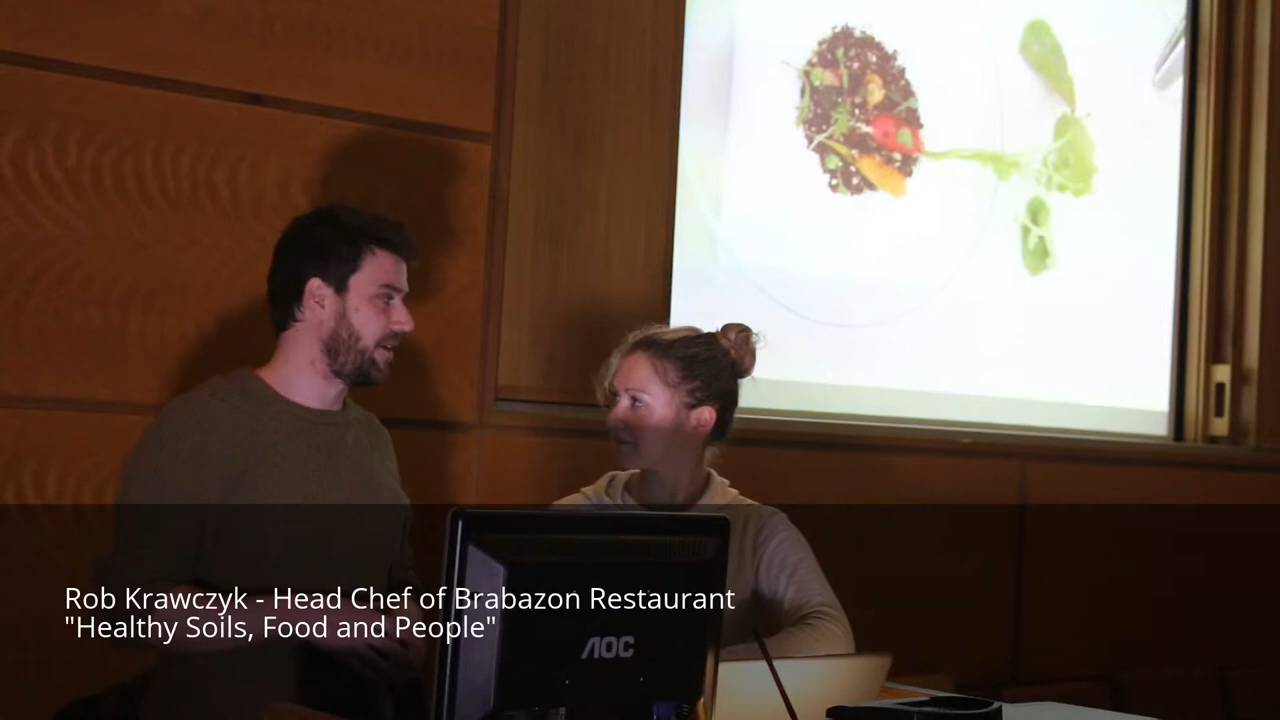 Rob Krawczyk - Head Chef of Brabazon Restaurant
"Healthy Soils, Food and People"
AOC